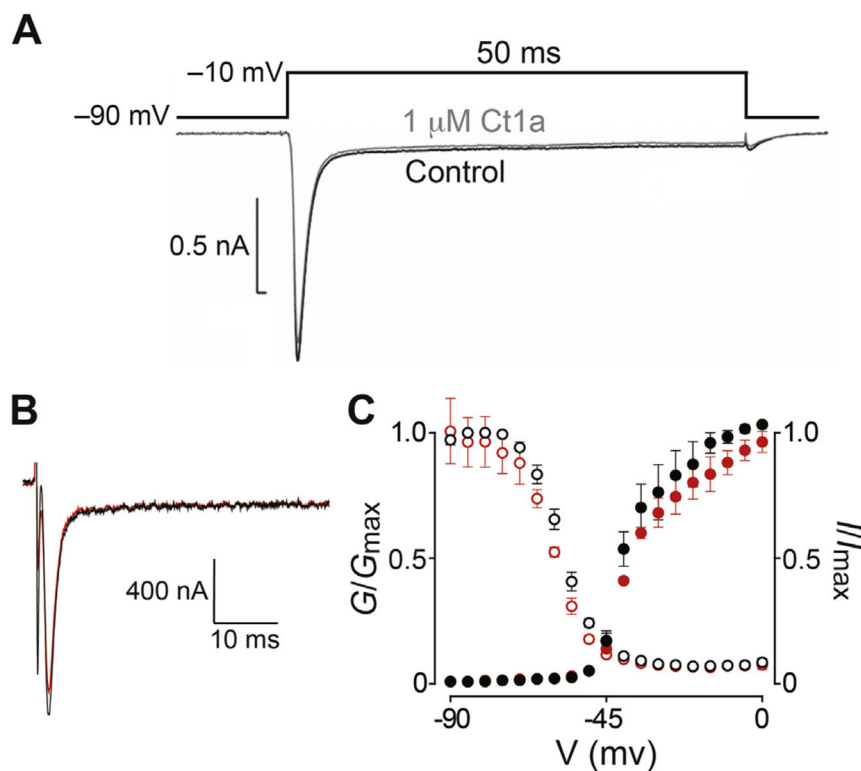 A
50 ms
–10 mV
–90 mV
1 μM Ct1a
Control
0.5 nA
B
400 nA
10 ms
C
1.0
0.5
0
G/Gmax
1.0
0.5
0
I/Imax
-90
-45
0
V (mv)